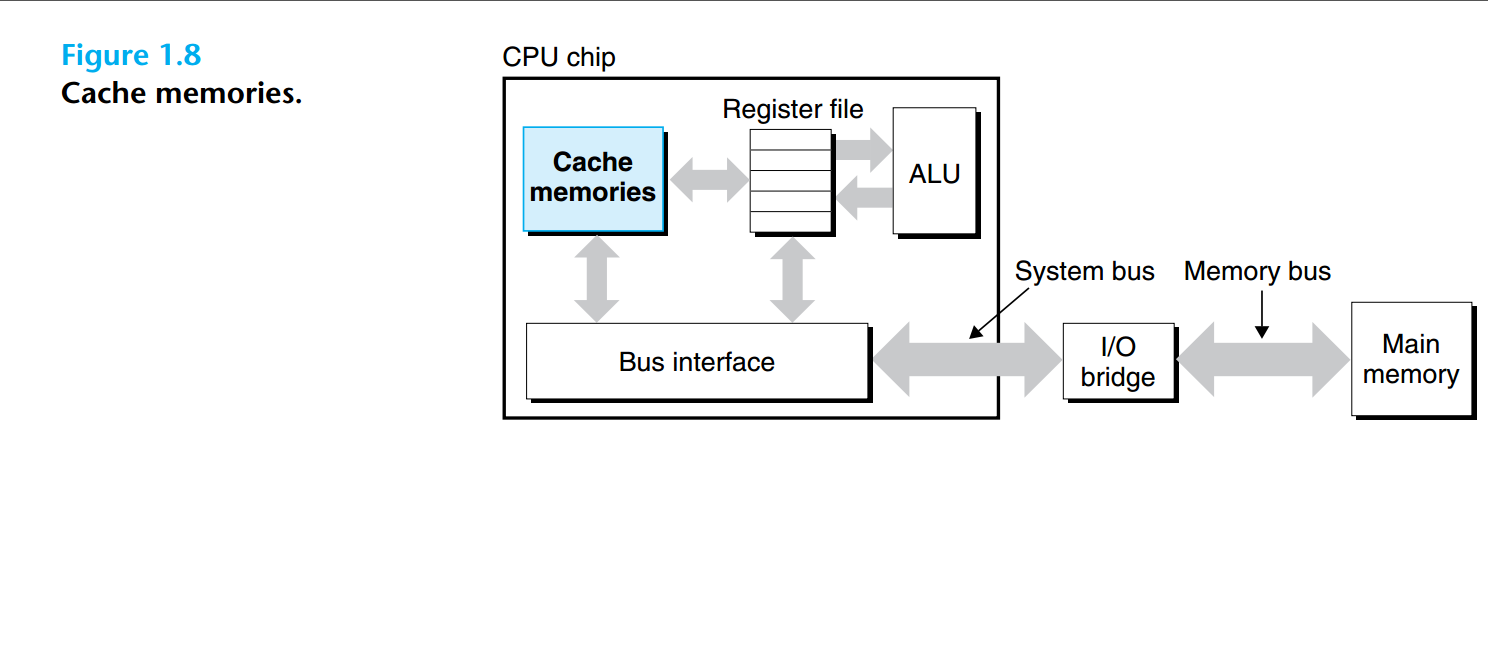 Figure 1.8
Cache memories.
CPU chip
Register file
Cache
memories
ALU
System bus
Memory bus
Bus interface
I/O
bridge
Main
memory